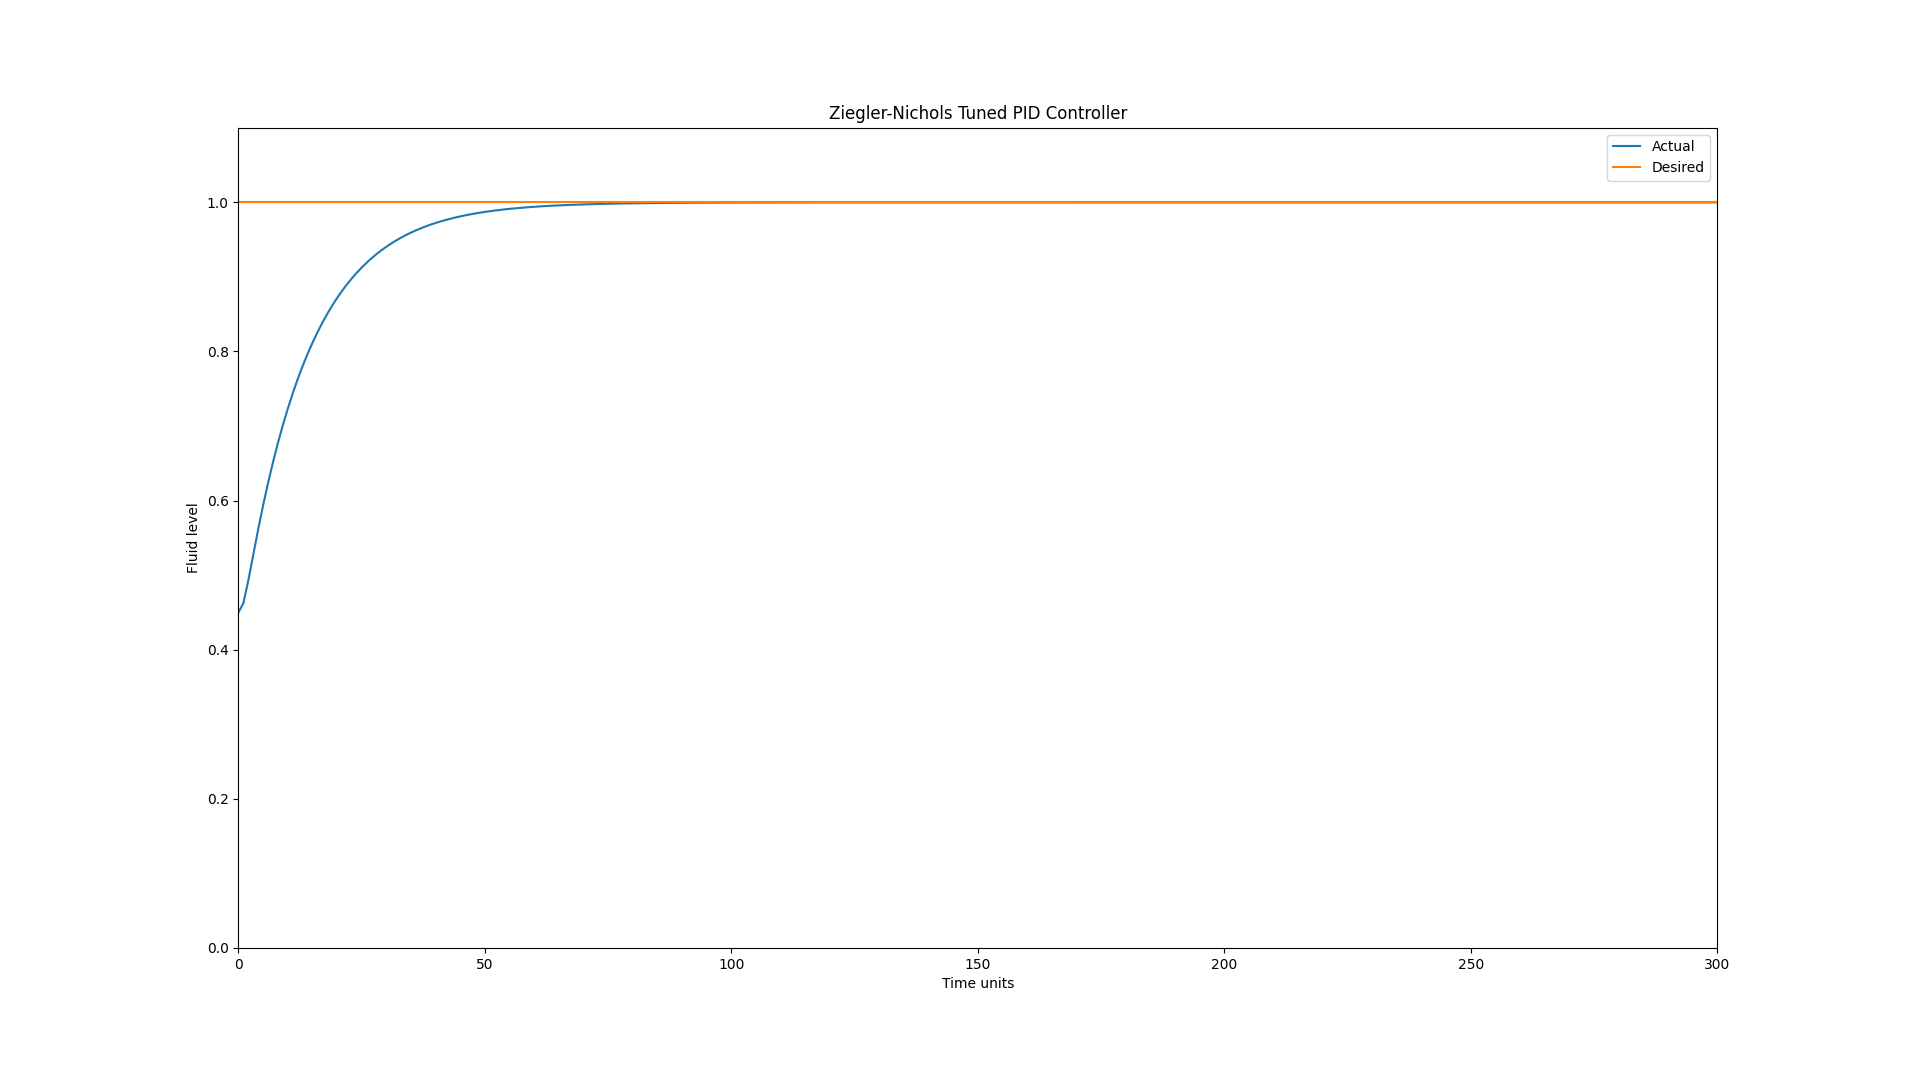 Ziegler-Nichols Tuned PID Controller
Actual
Desired
1.0
0.8
0.6
0.4
0.2
0.0
Fluid level
0 50 100 150 200 250 300
Time units